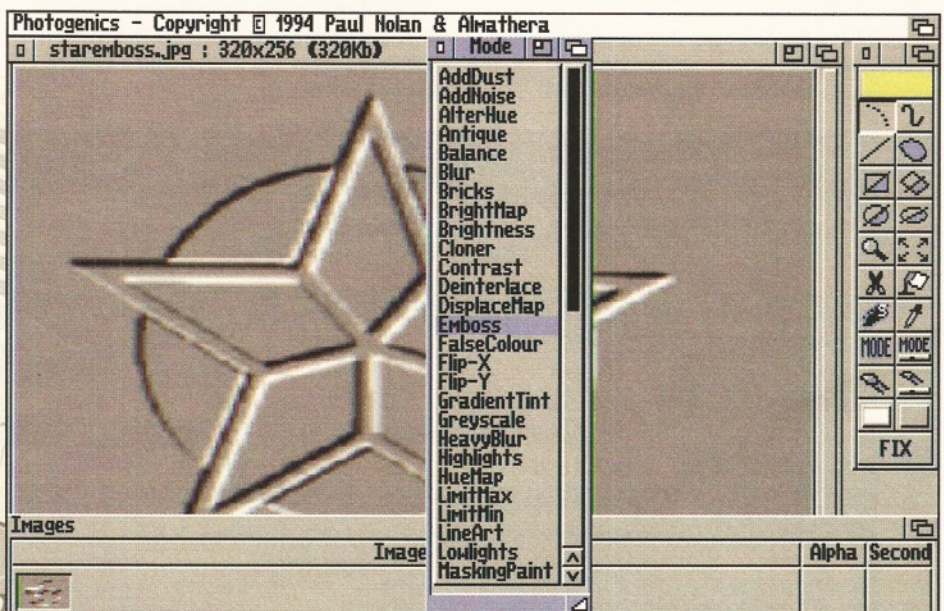 Photogenics - Copyright © 1994 Paul Nolan & Almathera
staremboss.jpg : 320x256 (320Kb)
Mode
AddDust
AddNoise
AlterHue
Antique
Balance
Blur
Bricks
BrightMap
Brightness
Cloner
Contrast
Deinterlace
DisplaceMap
Emboss
FalseColour
Flip-X
Flip-Y
GradientTint
Greyscale
HeavyBlur
Highlights
HueMap
LimitMax
LimitMin
LineArt
Lowlights
MaskingPaint
MODE MODE
FIX
Images
Image
Alpha Second